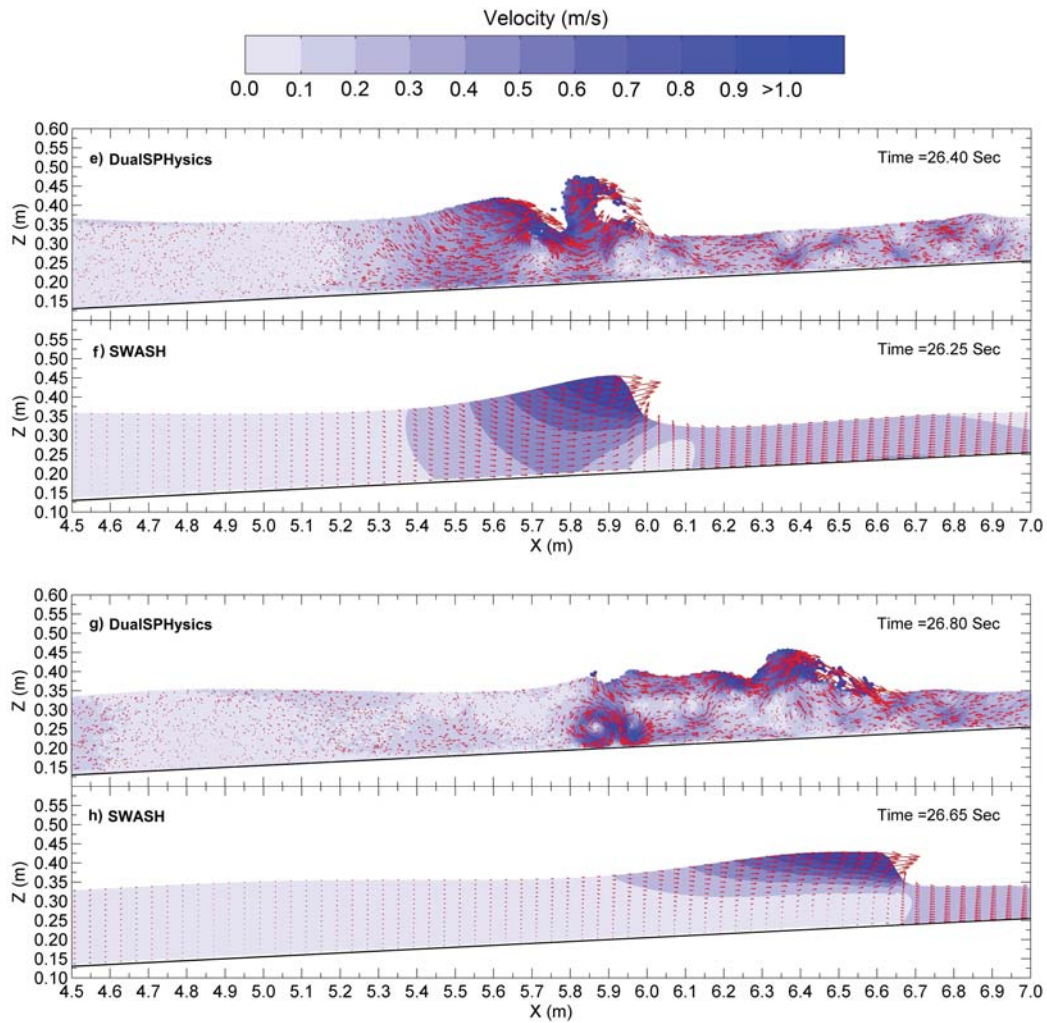 Velocity (m/s)
0.0 0.1 0.2 0.3 0.4 0.5 0.6 0.7 0.8 0.9 >1.0
e) DualSPHysics
Time =26.40 Sec
Z (m)
0.60
0.55
0.50
0.45
0.40
0.35
0.30
0.25
0.20
0.15
f) SWASH
Time =26.25 Sec
Z (m)
0.55
0.50
0.45
0.40
0.35
0.30
0.25
0.20
0.15
0.10
4.5 4.6 4.7 4.8 4.9 5.0 5.1 5.2 5.3 5.4 5.5 5.6 5.7 5.8 5.9 6.0 6.1 6.2 6.3 6.4 6.5 6.6 6.7 6.8 6.9 7.0
X (m)
g) DualSPHysics
Time =26.80 Sec
Z (m)
0.60
0.55
0.50
0.45
0.40
0.35
0.30
0.25
0.20
0.15
h) SWASH
Time =26.65 Sec
Z (m)
0.55
0.50
0.45
0.40
0.35
0.30
0.25
0.20
0.15
0.10
4.5 4.6 4.7 4.8 4.9 5.0 5.1 5.2 5.3 5.4 5.5 5.6 5.7 5.8 5.9 6.0 6.1 6.2 6.3 6.4 6.5 6.6 6.7 6.8 6.9 7.0
X (m)